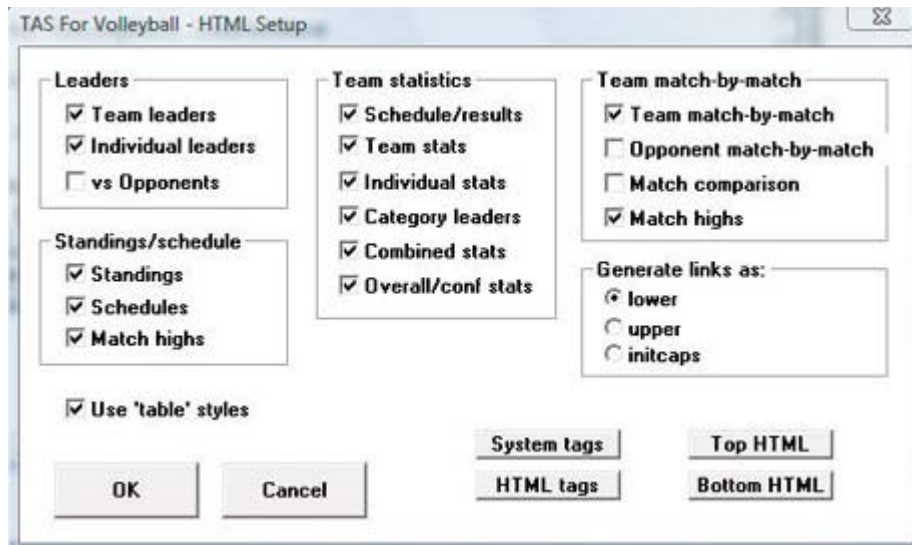 TAS For Volleyball - HTML Setup
Leaders
Team leaders
Individual leaders
vs Opponents
Standings/schedule
Standings
Schedules
Match highs
Use 'table' styles
Team statistics
Schedule/results
Team stats
Individual stats
Category leaders
Combined stats
Overall/conf stats
Team match-by-match
Team match-by-match
Opponent match-by-match
Match comparison
Match highs
Generate links as:
lower
upper
initcaps
System tags
Top HTML
HTML tags
Bottom HTML
OK
Cancel